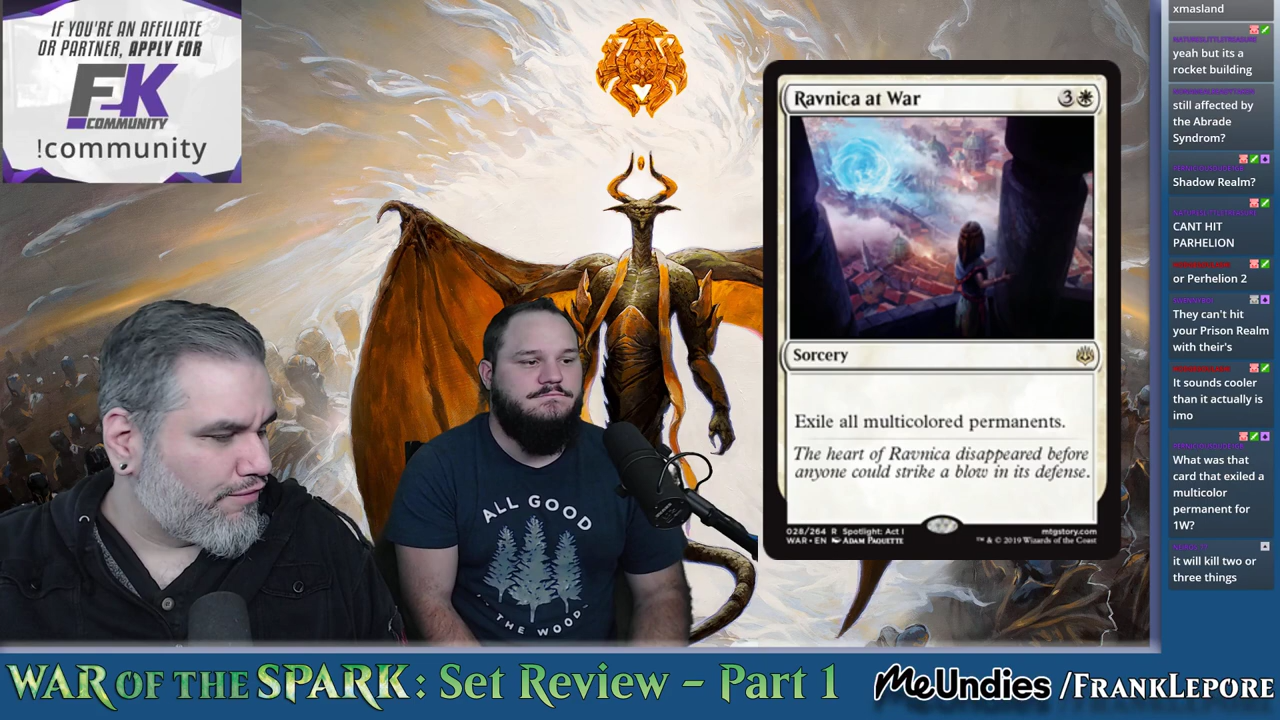 IF YOU'RE AN AFFILIATE
OR PARTNER, APPLY FOR
FK
COMMUNITY
!community
Ravnica at War
3
Sorcery
Exile all multicolored permanents.
The heart of Ravnica disappeared before
anyone could strike a blow in its defense.
028/264 R Spotlight: Act I
WAR • EN ADAM PAQUETTE
mtgstory.com
™ & © 2019 Wizards of the Coast
ALL GOOD
IN THE WOODS
xmasland
yeah but its a
rocket building
still affected by
the Abrade
Syndrom?
Shadow Realm?
CANT HIT
PARHELION
or Perhelion 2
They can't hit
your Prison Realm
with their's
It sounds cooler
than it actually is
imo
What was that
card that exiled a
multicolor
permanent for
1W?
it will kill two or
three things
WAR OF THE SPARK: Set Review - Part 1
MeUndies /FRANKLEPORE